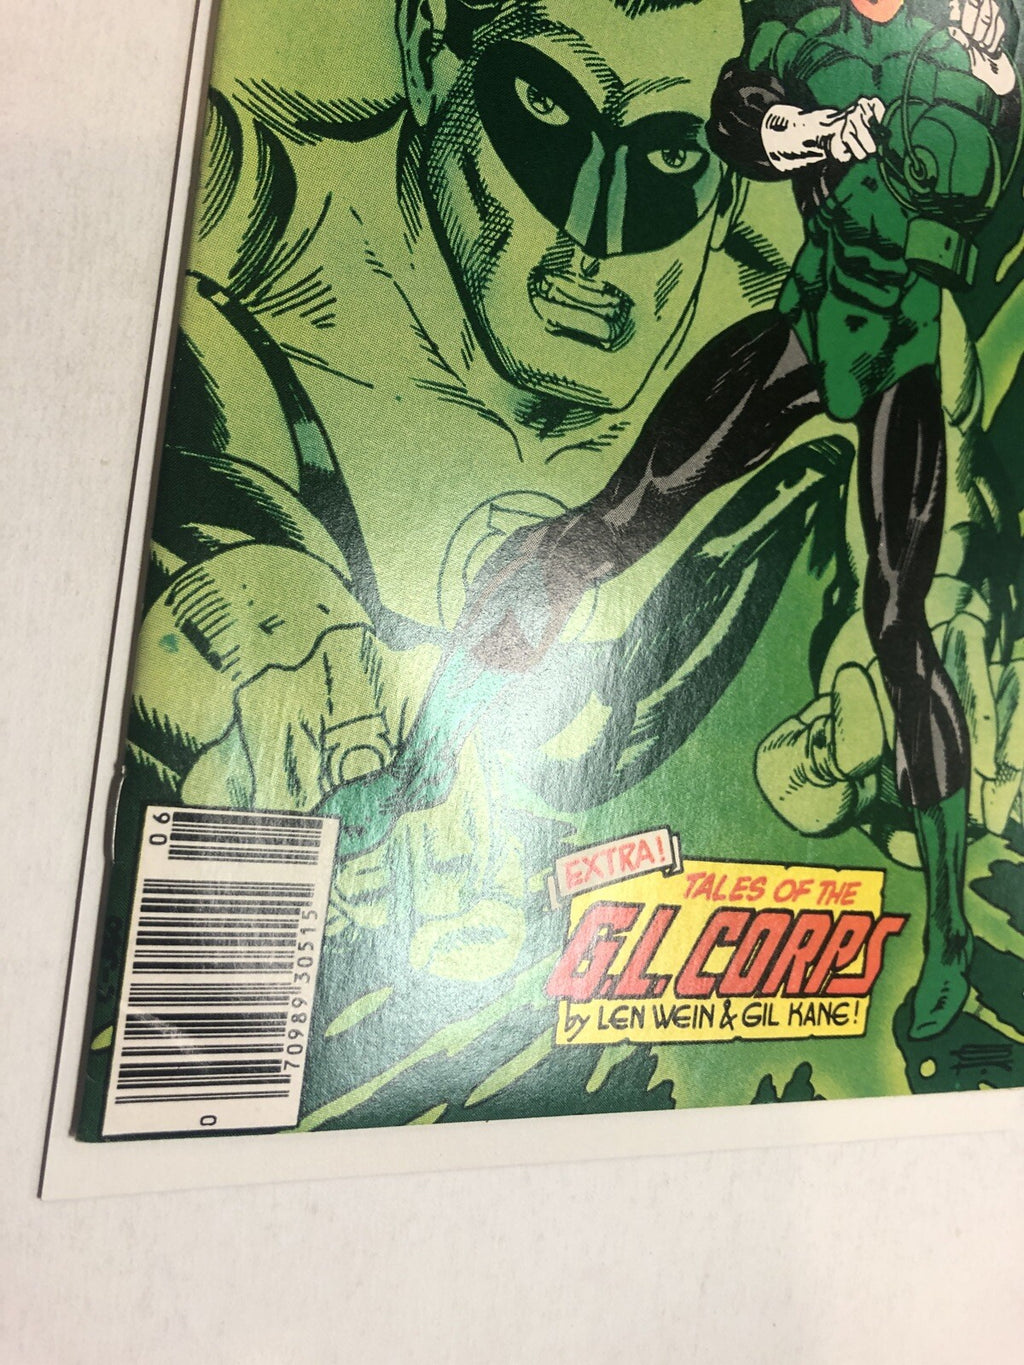 EXTRA!
TALES OF THE
G.L. CORPS
by LEN WEIN & GIL KANE!
06
70989 30515
0